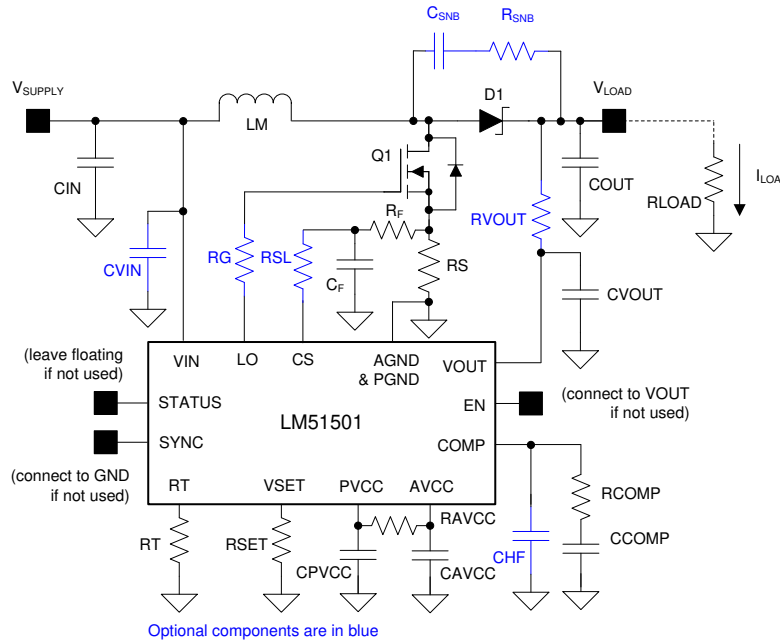 CSNB
RSNB
VSUPPLY
LM
D1
VLOAD
Q1
CIN
COUT
RLOAD
ILOA
CVIN
RG
RSL
RF
CF
RS
RVOUT
CVOUT
(leave floating
if not used)
VIN
LO
CS
AGND
& PGND
VOUT
STATUS
EN
(connect to VOUT
if not used)
LM51501
SYNC
COMP
(connect to GND
if not used)
RT
VSET
PVCC
AVCC
RT
RSET
RAVCC
CPVCC
CAVCC
CHF
RCOMP
CCOMP
Optional components are in blue